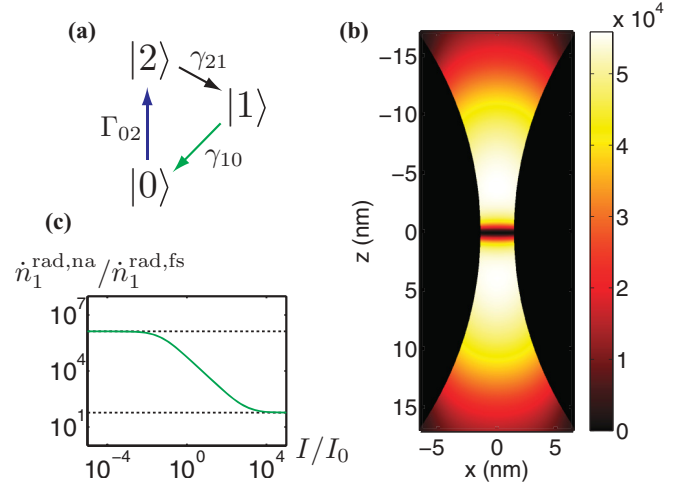 (a)
|2⟩
γ21
|1⟩
Γ02
γ10
|0⟩
(c)
ṅ₁^rad,na/ṅ₁^rad,fs
10^7
10^4
10^1
10^−4 10^0 10^4 I/I₀
(b)
x 10^4
−15
−10
−5
0
5
10
15
z (nm)
−5 0 5
x (nm)
5
4
3
2
1
0